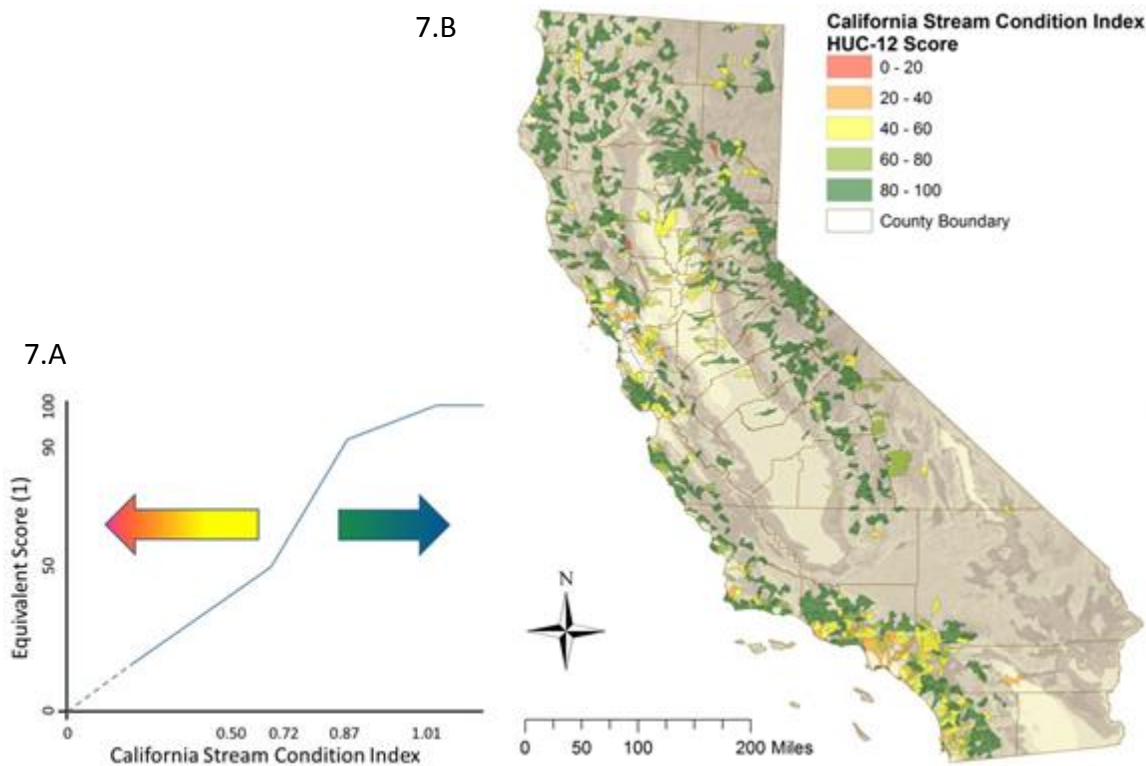 7.B
California Stream Condition Index
HUC-12 Score
0 - 20
20 - 40
40 - 60
60 - 80
80 - 100
County Boundary
7.A
Equivalent Score (1)
100
90
50
0
0
0.50
0.72
0.87
1.01
California Stream Condition Index
N
0
50
100
200 Miles